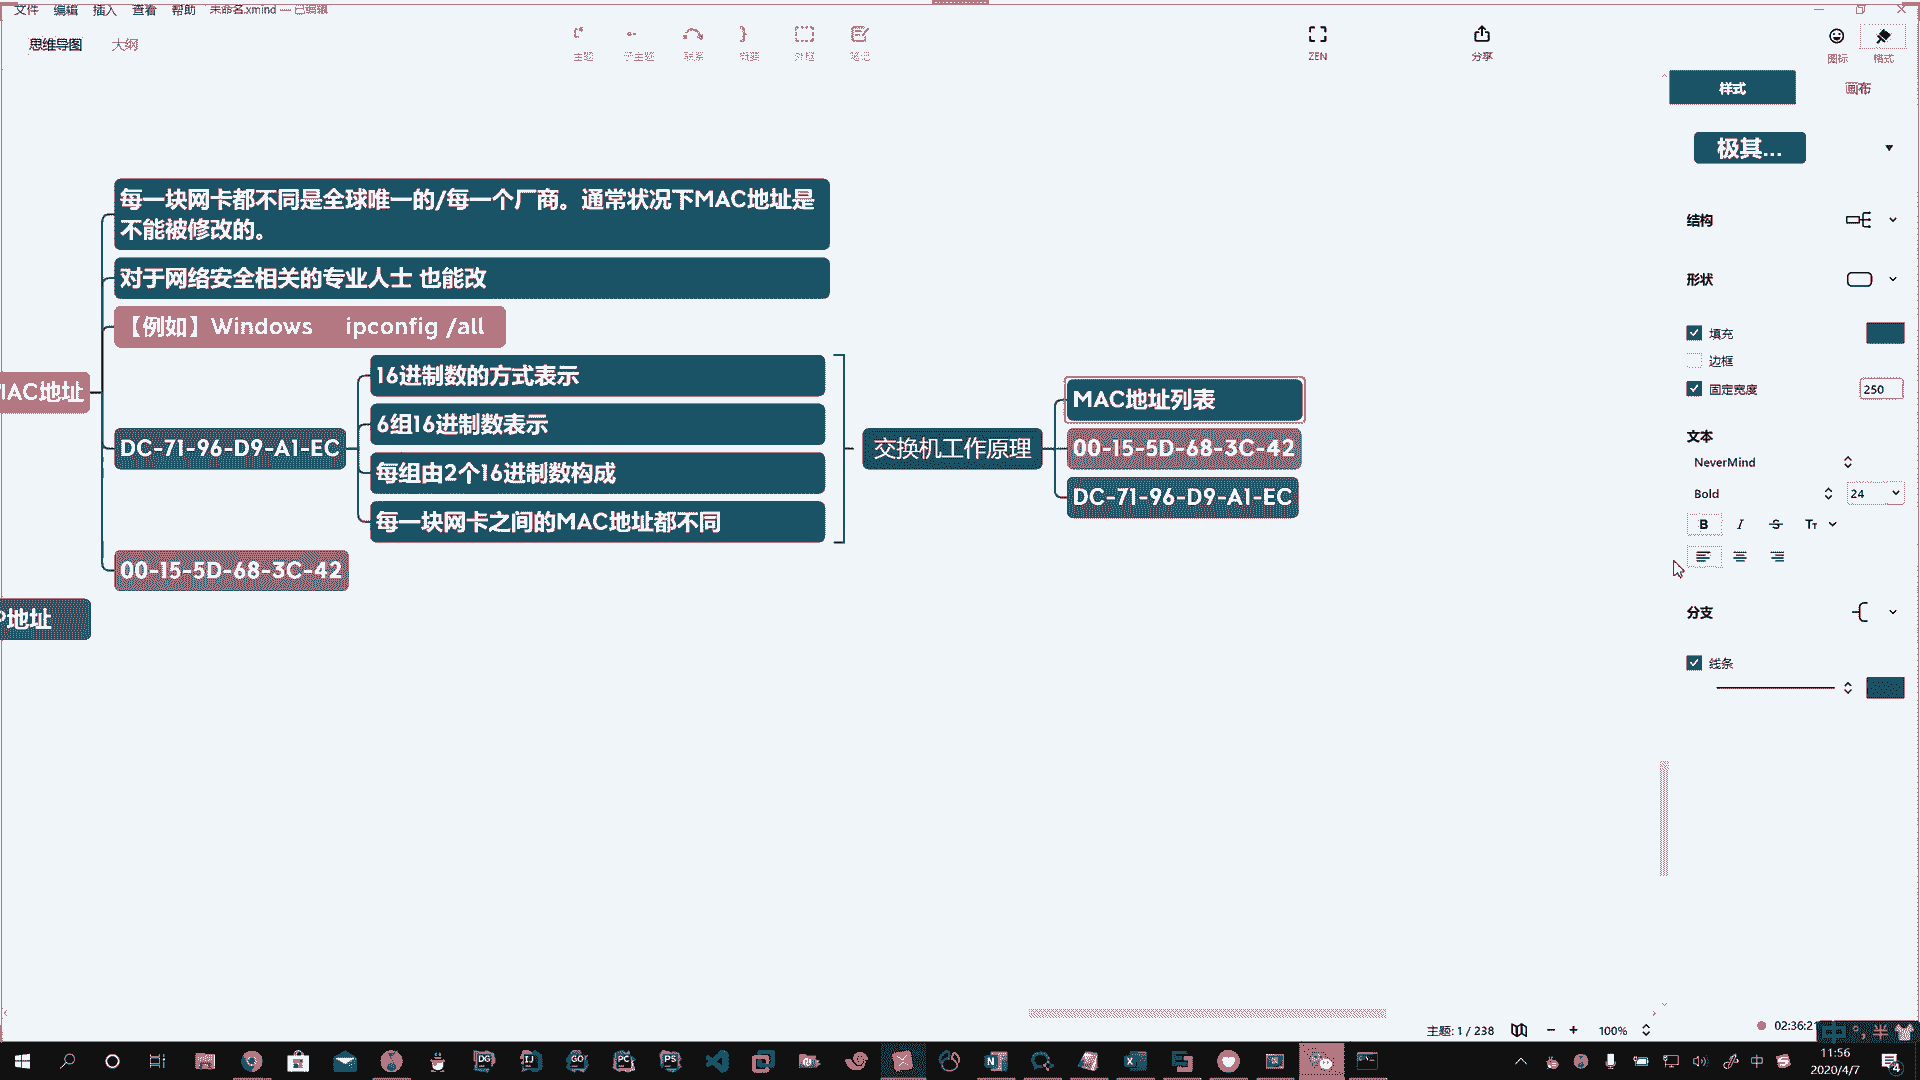 文件 编辑 插入 查看 帮助 未命名.xmind — 已编辑
思维导图 大纲
主题 子主题 联系 概要 外框 笔记
ZEN 分享
图标 格式
样式 画布
极其...
结构
形状
填充
边框
固定宽度 250
文本
NeverMind
Bold 24
B I S Tт
分支
线条
每一块网卡都不同是全球唯一的/每一个厂商。通常状况下MAC地址是
不能被修改的。
对于网络安全相关的专业人士 也能改
【例如】Windows ipconfig /all
MAC地址
DC-71-96-D9-A1-EC
16进制数的方式表示
6组16进制数表示
每组由2个16进制数构成
每一块网卡之间的MAC地址都不同
交换机工作原理
MAC地址列表
00-15-5D-68-3C-42
DC-71-96-D9-A1-EC
00-15-5D-68-3C-42
P地址
主题: 1 / 238 100%
02:36:21
半
DG IJ GO PC PS
中
11:56
2020/4/7
4